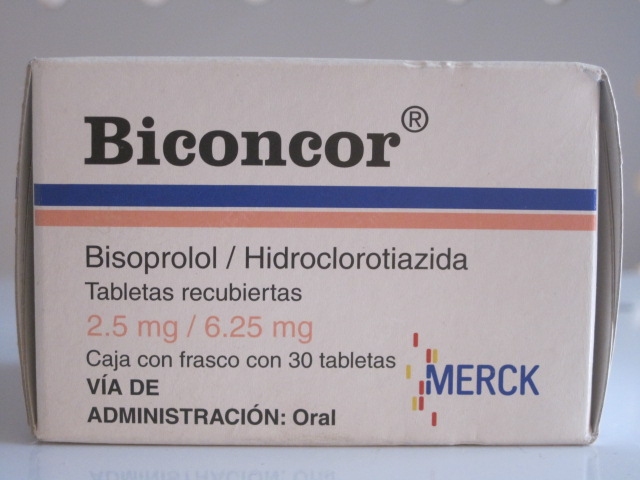 Biconcor®
Bisoprolol / Hidroclorotiazida
Tabletas recubiertas
2.5 mg / 6.25 mg
Caja con frasco con 30 tabletas
VÍA DE
ADMINISTRACIÓN: Oral
MERCK